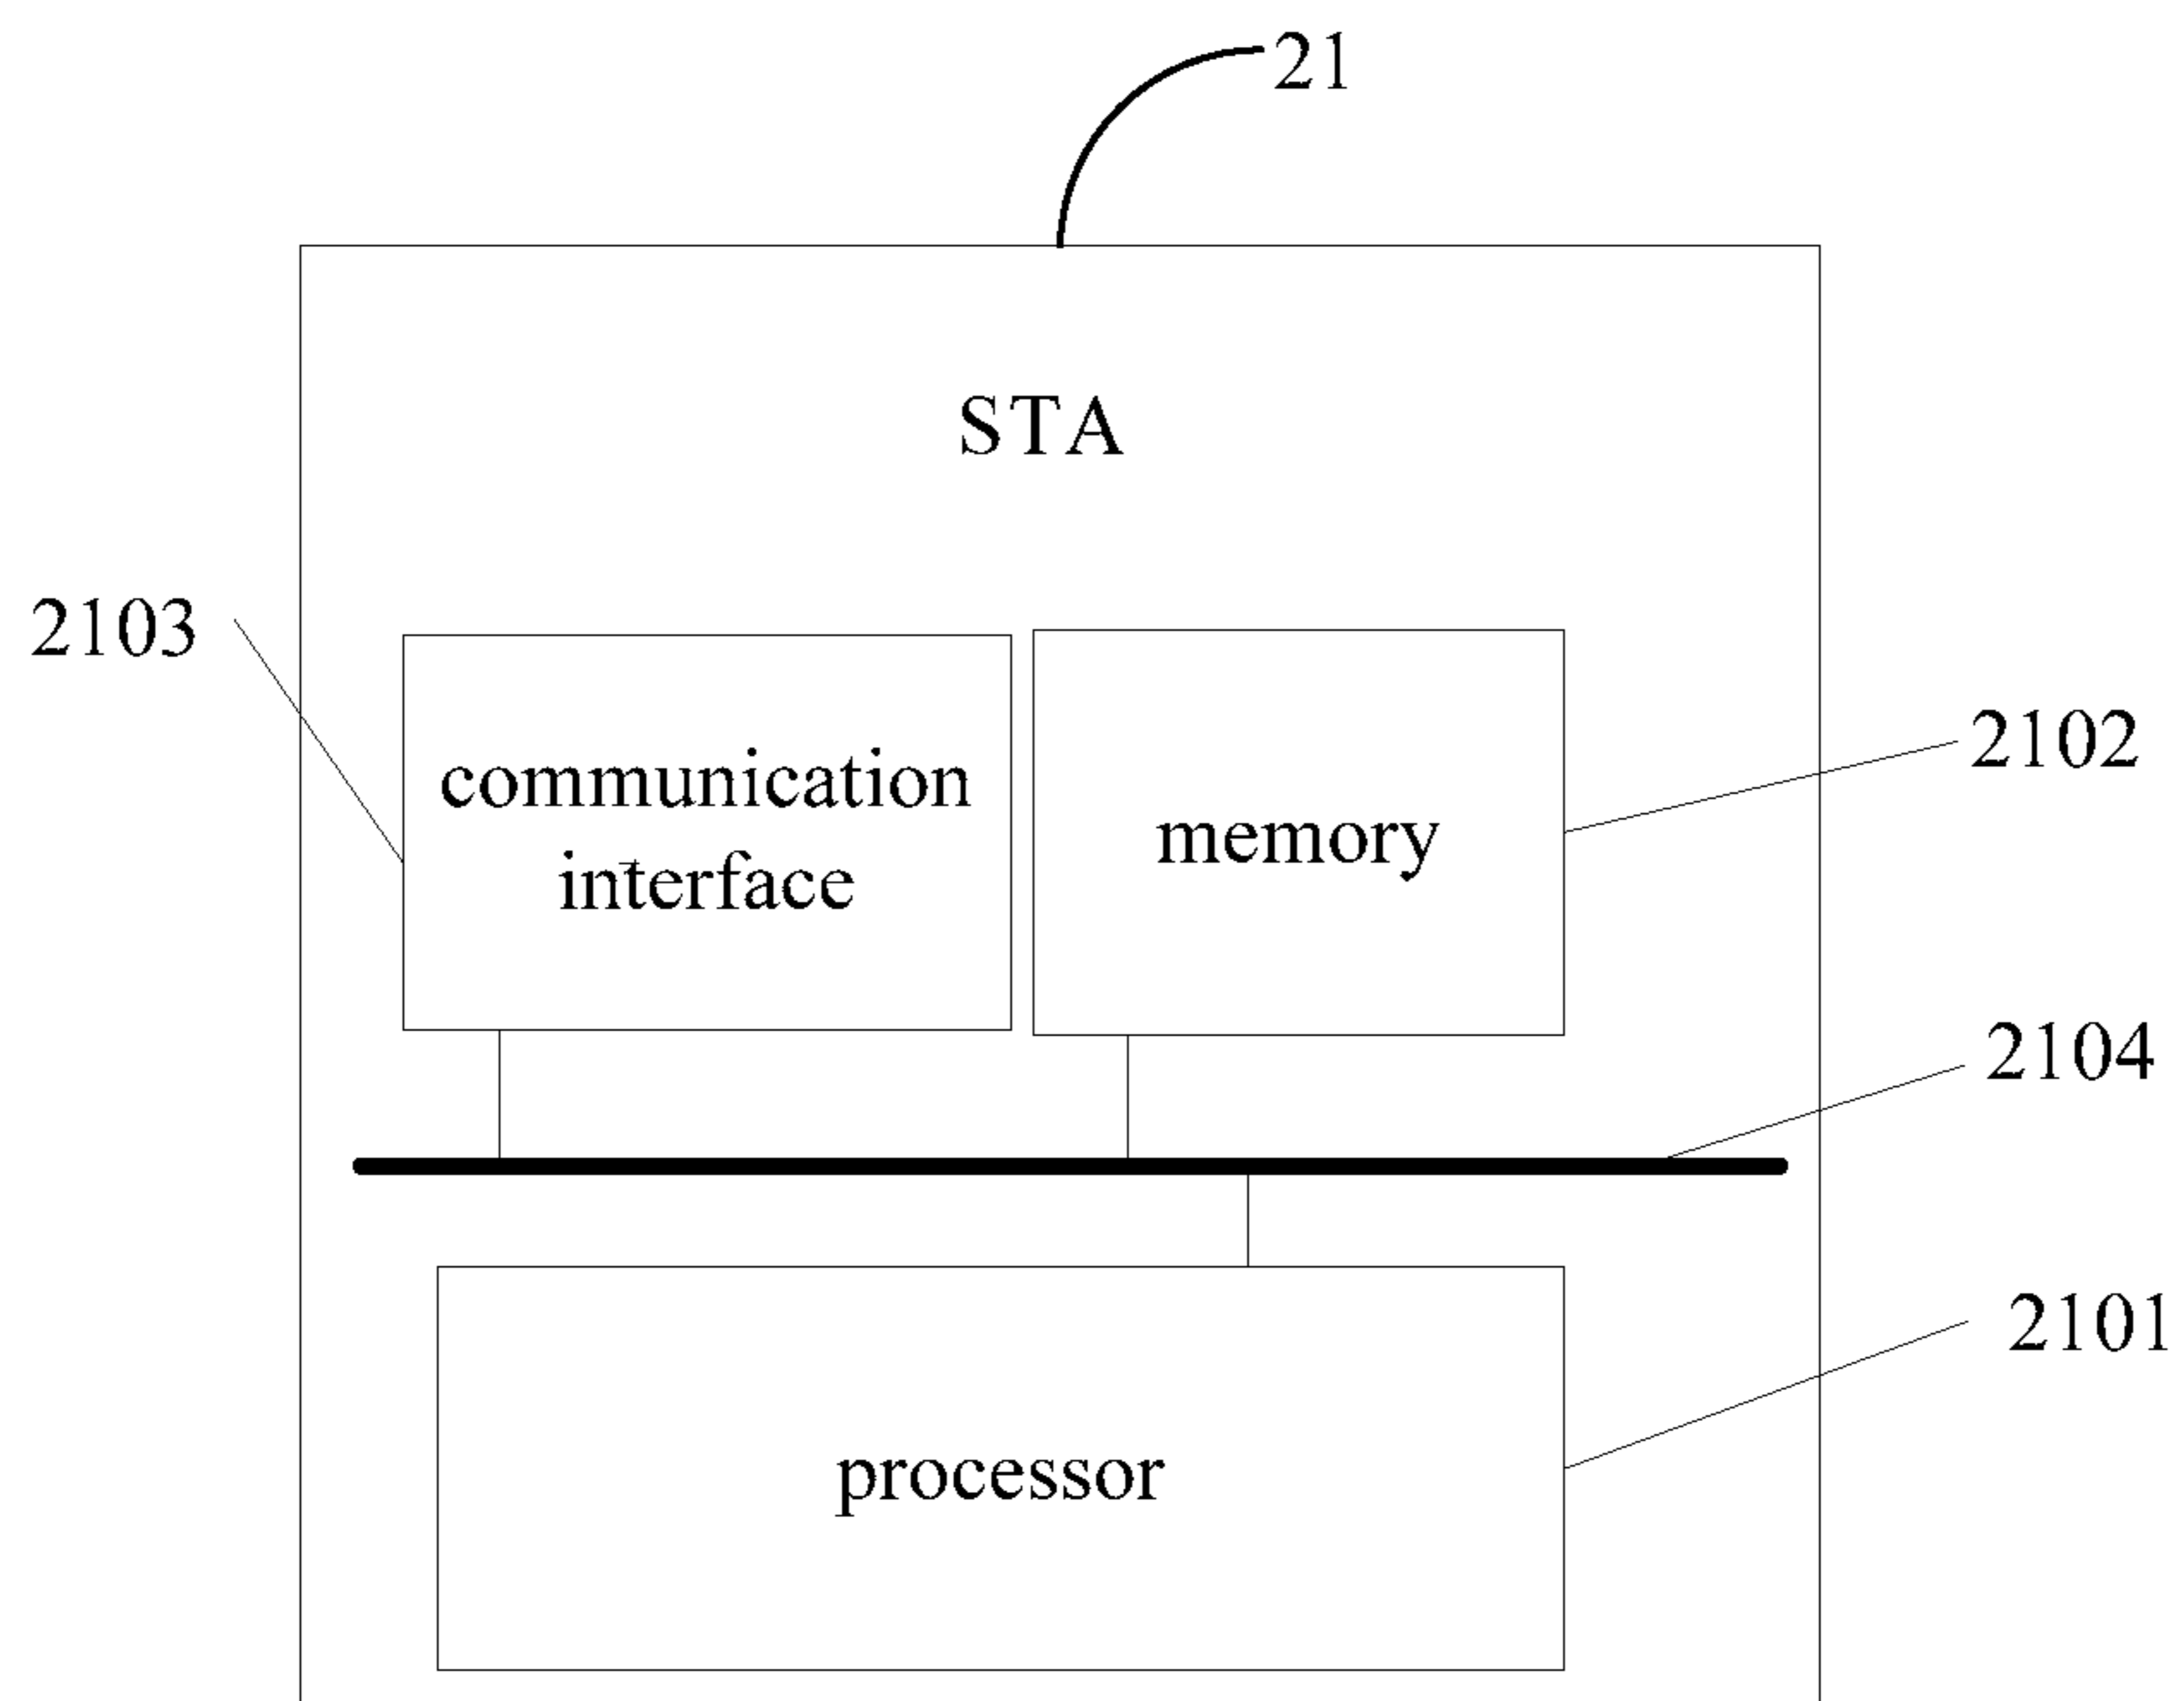 21
STA
2103
communication
interface
memory
2102
2104
2101
processor